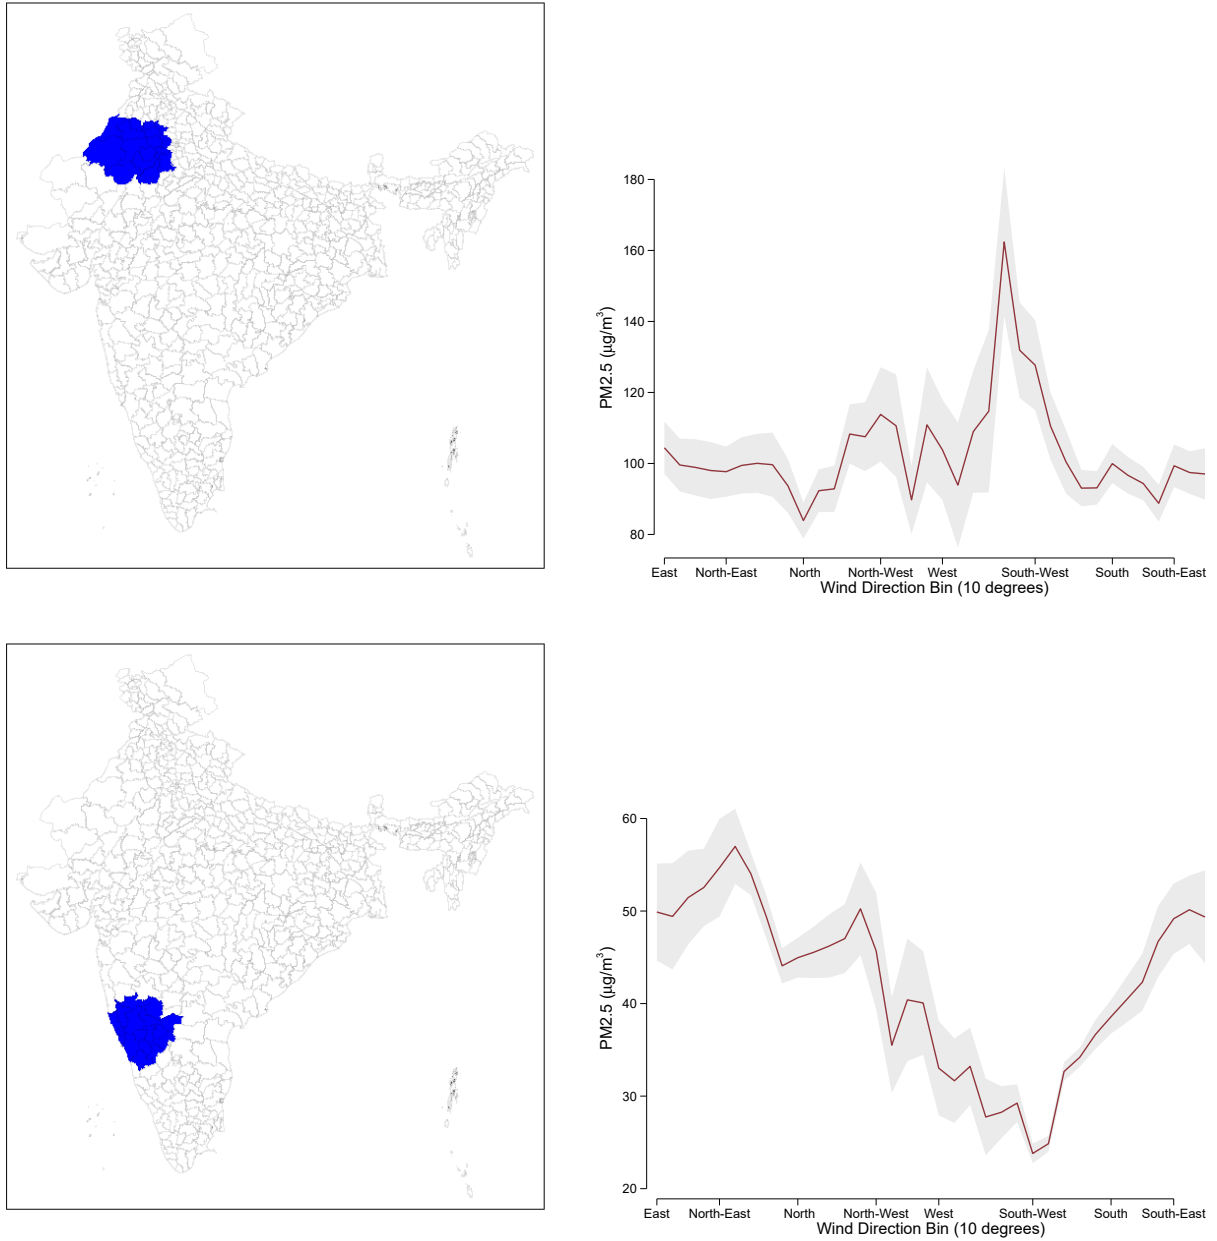 180
160
140
120
100
80
PM2.5 (µg/m³)
East North-East North North-West West South-West South South-East
Wind Direction Bin (10 degrees)
60
50
40
30
20
PM2.5 (µg/m³)
East North-East North North-West West South-West South South-East
Wind Direction Bin (10 degrees)